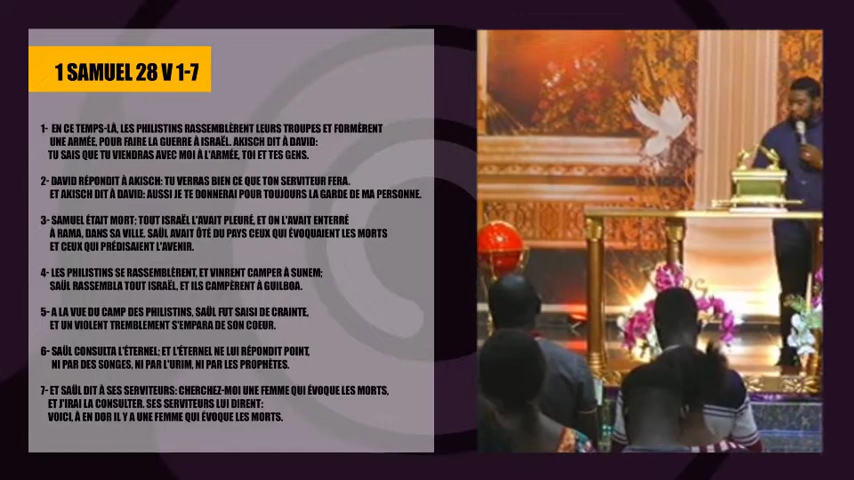 1 SAMUEL 28 V 1-7
1- EN CE TEMPS-LÀ, LES PHILISTINS RASSEMBLÈRENT LEURS TROUPES ET FORMÈRENT
UNE ARMÉE, POUR FAIRE LA GUERRE À ISRAËL. AKISCH DIT À DAVID:
TU SAIS QUE TU VIENDRAS AVEC MOI À L'ARMÉE, TOI ET TES GENS.
2- DAVID RÉPONDIT À AKISCH: TU VERRAS BIEN CE QUE TON SERVITEUR FERA.
ET AKISCH DIT À DAVID: AUSSI JE TE DONNERAI POUR TOUJOURS LA GARDE DE MA PERSONNE.
3- SAMUEL ÉTAIT MORT; TOUT ISRAËL L'AVAIT PLEURÉ, ET ON L'AVAIT ENTERRÉ
À RAMA, DANS SA VILLE. SAÜL AVAIT ÔTÉ DU PAYS CEUX QUI ÉVOQUAIENT LES MORTS
ET CEUX QUI PRÉDISAIENT L'AVENIR.
4- LES PHILISTINS SE RASSEMBLÈRENT, ET VINRENT CAMPER À SUNEM;
SAÜL RASSEMBLA TOUT ISRAËL, ET ILS CAMPÈRENT À GUILBOA.
5- A LA VUE DU CAMP DES PHILISTINS, SAÜL FUT SAISI DE CRAINTE,
ET UN VIOLENT TREMBLEMENT S'EMPARA DE SON COEUR.
6- SAÜL CONSULTA L'ÉTERNEL; ET L'ÉTERNEL NE LUI RÉPONDIT POINT,
NI PAR DES SONGES, NI PAR L'URIM, NI PAR LES PROPHÈTES.
7- ET SAÜL DIT À SES SERVITEURS: CHERCHEZ-MOI UNE FEMME QUI ÉVOQUE LES MORTS,
ET J'IRAI LA CONSULTER. SES SERVITEURS LUI DIRENT:
VOICI, À EN DOR IL Y A UNE FEMME QUI ÉVOQUE LES MORTS.